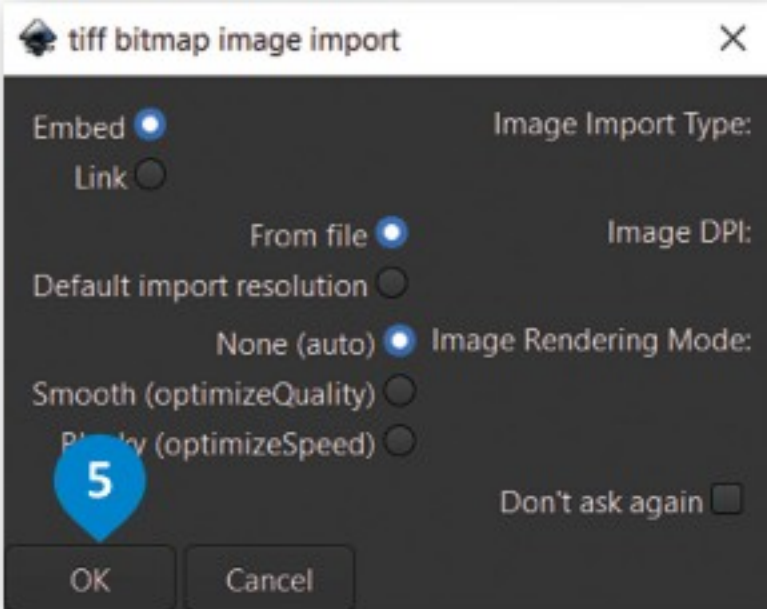 tiff bitmap image import
Image Import Type:
Embed
Link
Image DPI:
From file
Default import resolution
Image Rendering Mode:
None (auto)
Smooth (optimizeQuality)
(optimizeSpeed)
5
Don't ask again
OK
Cancel